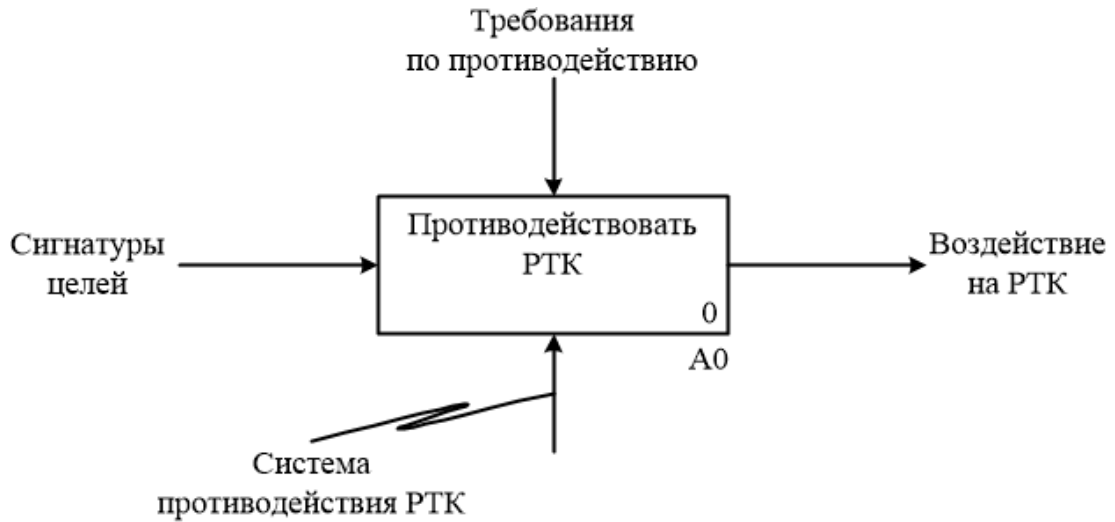 Требования
по противодействию
Противодействовать
РТК
Сигнатуры
целей
Воздействие
на РТК
0
A0
Система
противодействия РТК